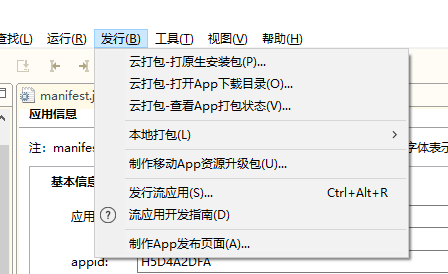 查找(L) 运行(R) 发行(B) 工具(T) 视图(V) 帮助(H)
云打包-打原生安装包(P)...
云打包-打开App下载目录(O)...
云打包-查看App打包状态(V)...
manifest.j
应用信息
本地打包(L)
注：manife
字体表示
制作移动App资源升级包(U)...
基本信息
发行流应用(S)... Ctrl+Alt+R
应用
流应用开发指南(D)
制作App发布页面(A)...
appid: H5D4A2DFA